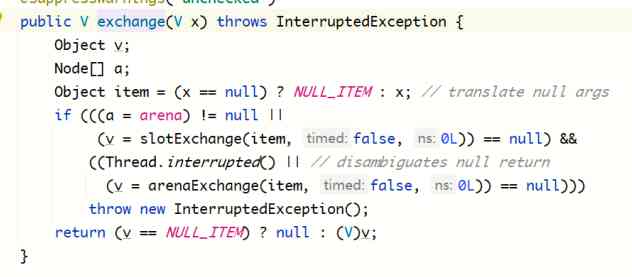 public V exchange(V x) throws InterruptedException {
Object v;
Node[] a;
Object item = (x == null) ? NULL_ITEM : x; // translate null args
if (((a = arena) != null ||
(v = slotExchange(item, timed: false, ns: 0L)) == null) &&
((Thread.interrupted() || // disambiguates null return
(v = arenaExchange(item, timed: false, ns: 0L)) == null)))
throw new InterruptedException();
return (v == NULL_ITEM) ? null : (V)v;
}